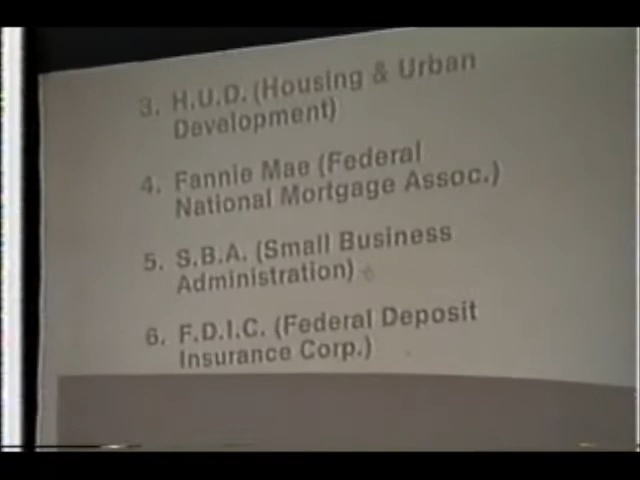 3. H.U.D. (Housing & Urban
Development)
4. Fannie Mae (Federal
National Mortgage Assoc.)
5. S.B.A. (Small Business
Administration)
6. F.D.I.C. (Federal Deposit
Insurance Corp.)